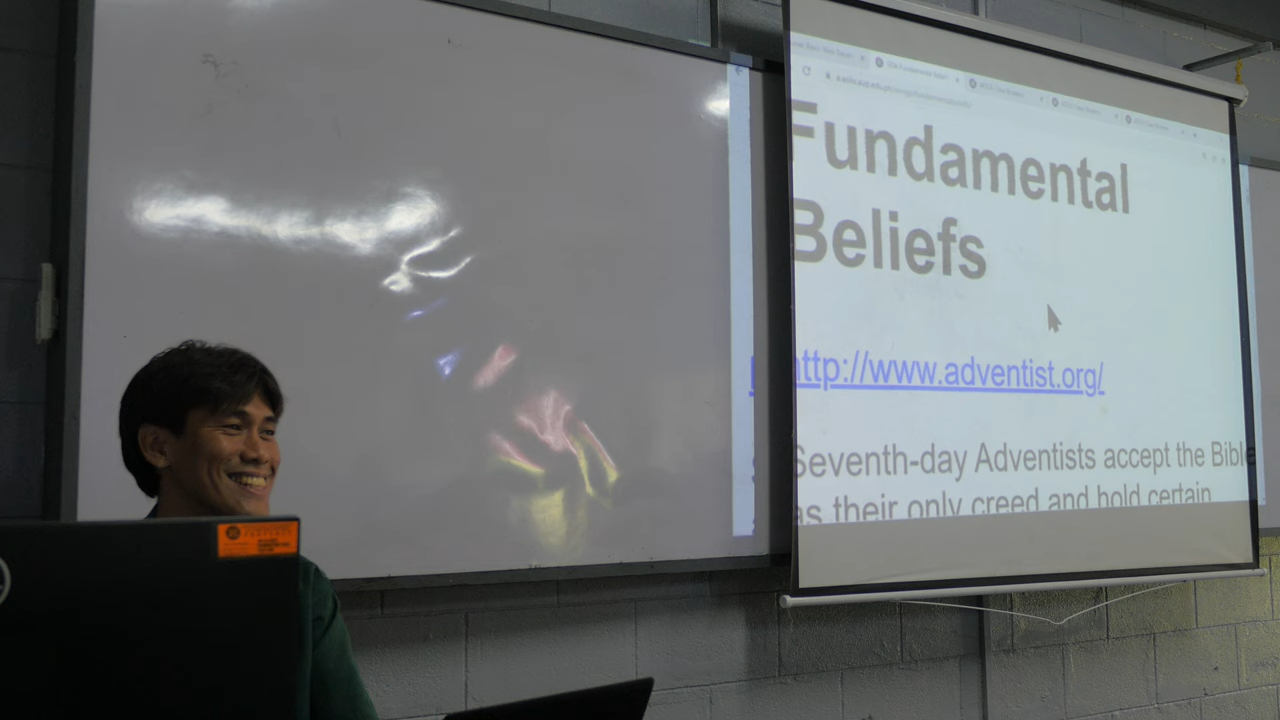 Fundamental
Beliefs
http://www.adventist.org/
Seventh-day Adventists accept the Bible
as their only creed and hold certain